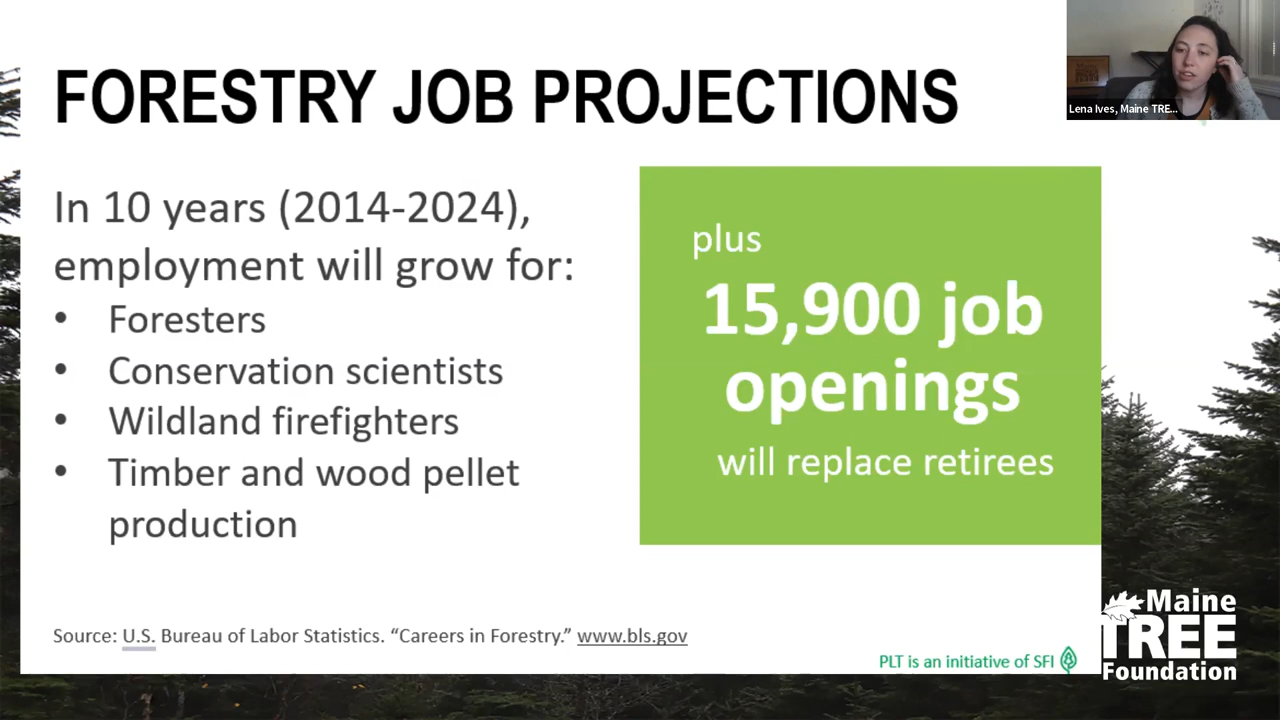 FORESTRY JOB PROJECTIONS
Lena Ives, Maine TRE...
In 10 years (2014-2024),
employment will grow for:
• Foresters
• Conservation scientists
• Wildland firefighters
• Timber and wood pellet
production
plus
15,900 job
openings
will replace retirees
Source: U.S. Bureau of Labor Statistics. “Careers in Forestry.” www.bls.gov
PLT is an initiative of SFI
Maine
TREE
Foundation